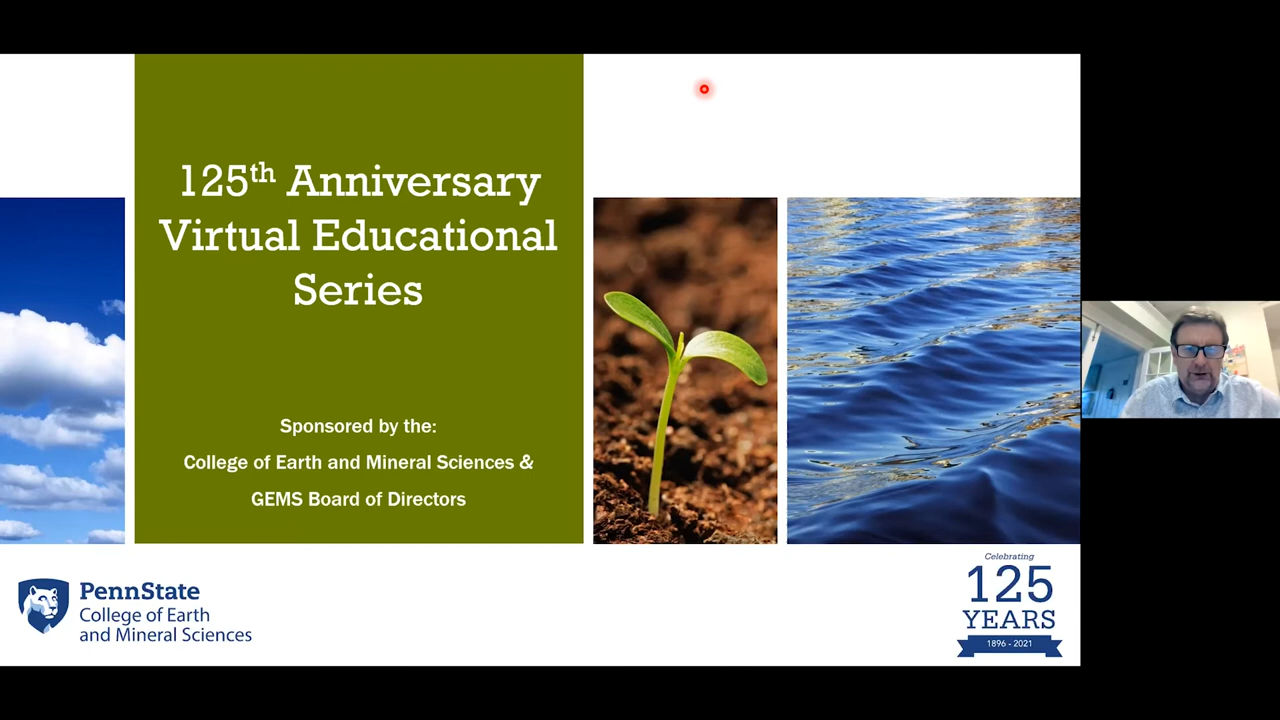 125th Anniversary
Virtual Educational
Series
Sponsored by the:
College of Earth and Mineral Sciences &
GEMS Board of Directors
PennState
College of Earth
and Mineral Sciences
Celebrating
125
YEARS
1896 - 2021